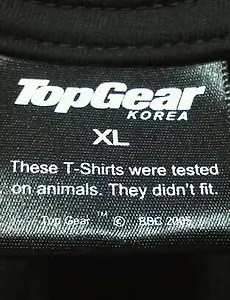 TopGear
KOREA
XL
These T-Shirts were tested
on animals. They didn't fit.
Top Gear ™ © BBC 2005